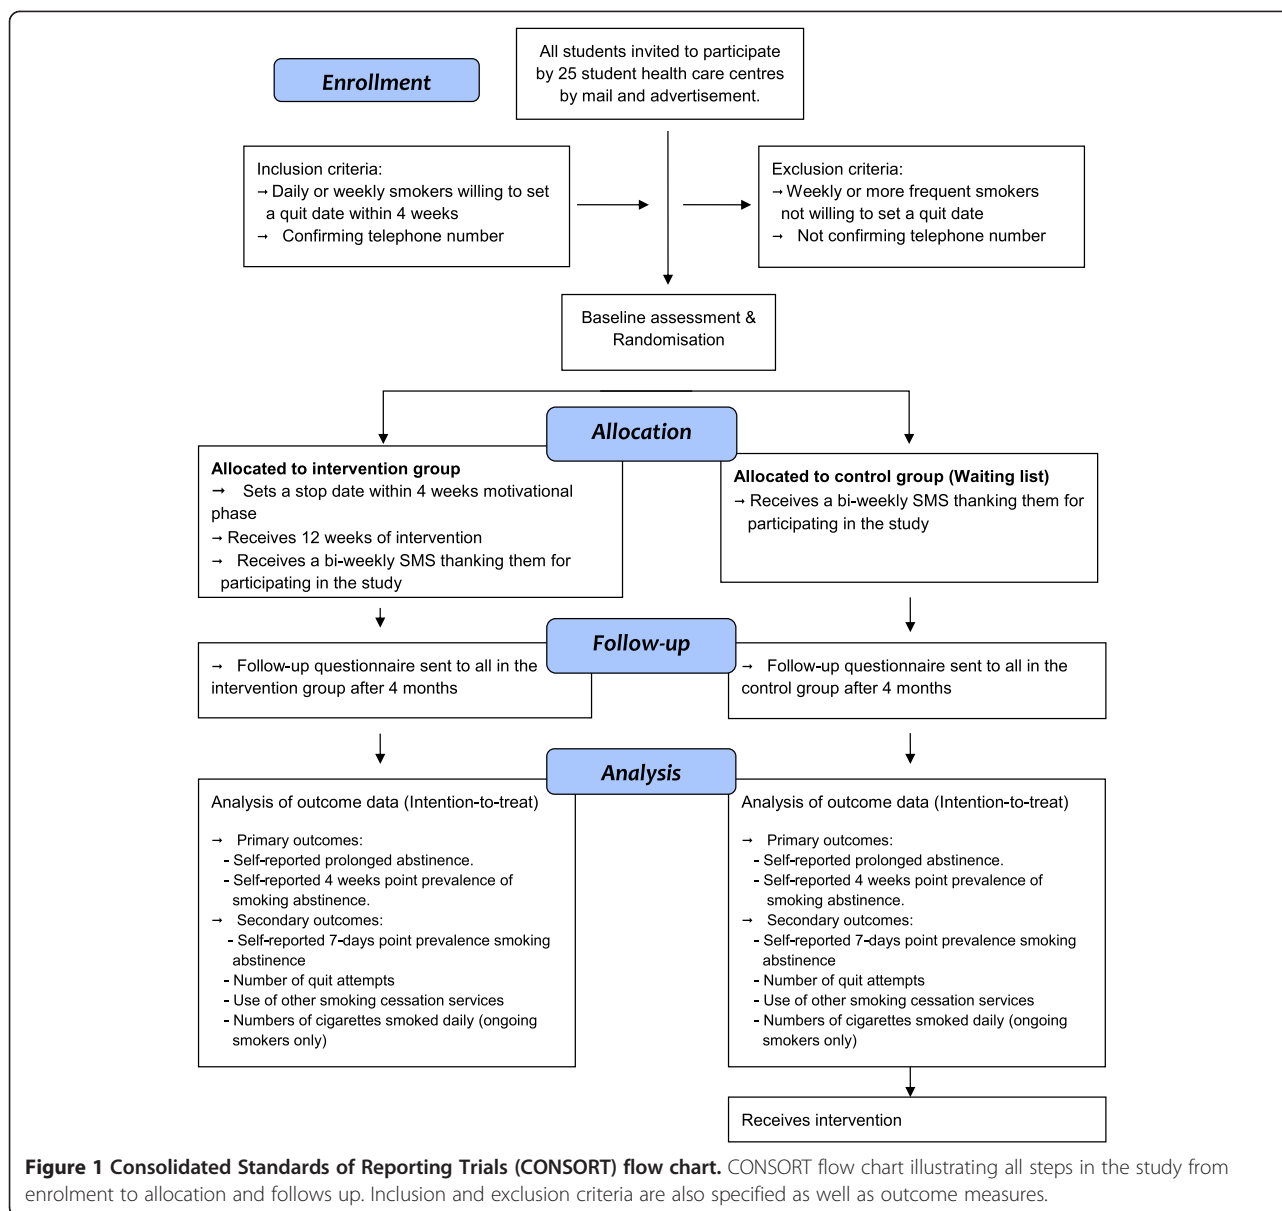 Enrollment
All students invited to participate
by 25 student health care centres
by mail and advertisement.
Inclusion criteria:
→ Daily or weekly smokers willing to set
a quit date within 4 weeks
→ Confirming telephone number
Exclusion criteria:
→ Weekly or more frequent smokers
not willing to set a quit date
→ Not confirming telephone number
Baseline assessment &
Randomisation
Allocation
Allocated to intervention group
→ Sets a stop date within 4 weeks motivational
phase
→ Receives 12 weeks of intervention
→ Receives a bi-weekly SMS thanking them for
participating in the study
Allocated to control group (Waiting list)
→ Receives a bi-weekly SMS thanking them for
participating in the study
Follow-up
→ Follow-up questionnaire sent to all in the
intervention group after 4 months
→ Follow-up questionnaire sent to all in the
control group after 4 months
Analysis
Analysis of outcome data (Intention-to-treat)
→ Primary outcomes:
- Self-reported prolonged abstinence.
- Self-reported 4 weeks point prevalence of
smoking abstinence.
→ Secondary outcomes:
- Self-reported 7-days point prevalence smoking
abstinence
- Number of quit attempts
- Use of other smoking cessation services
- Numbers of cigarettes smoked daily (ongoing
smokers only)
Analysis of outcome data (Intention-to-treat)
→ Primary outcomes:
- Self-reported prolonged abstinence.
- Self-reported 4 weeks point prevalence of
smoking abstinence.
→ Secondary outcomes:
- Self-reported 7-days point prevalence smoking
abstinence
- Number of quit attempts
- Use of other smoking cessation services
- Numbers of cigarettes smoked daily (ongoing
smokers only)
Receives intervention
Figure 1 Consolidated Standards of Reporting Trials (CONSORT) flow chart. CONSORT flow chart illustrating all steps in the study from
enrolment to allocation and follows up. Inclusion and exclusion criteria are also specified as well as outcome measures.